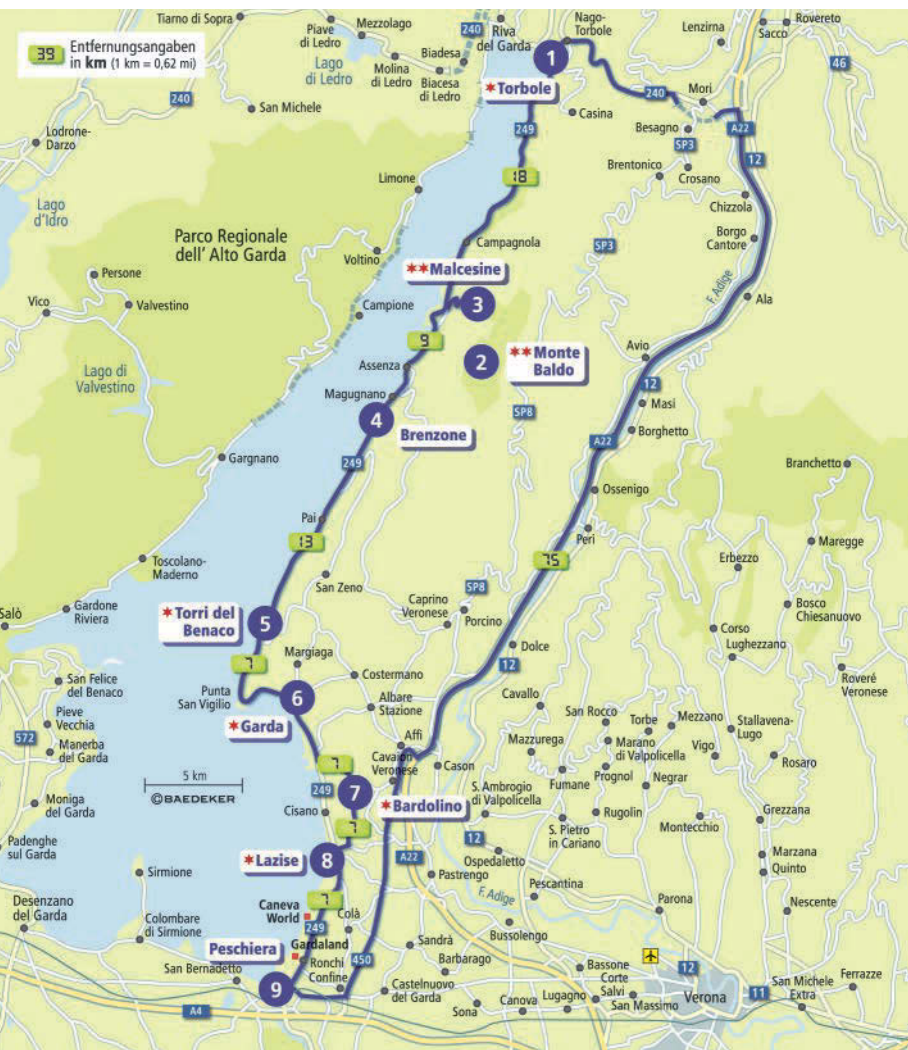 39 Entfernungsangaben
in km (1 km = 0,62 mi)
Tiarno di Sopra
Piave
di Ledro
Mezzolago
240
Riva
del Garda
Nago-
Torbole
Lenzirna
Sacco
Rovereto
46
Lago
di Ledro
Molina
di Ledro
Biadesa
Biacesa
di Ledro
1
*Torbole
240
Mori
240
San Michele
Casina
Besagno
A22
249
SP3
12
Lodrone-
Darzo
Brentonico
Crosano
18
Limone
Chizzola
Lago
d'Idro
Parco Regionale
dell' Alto Garda
Voltino
Campagnola
SP3
Borgo
Cantore
**Malcesine
Persone
F. Adige
Vico
Valvestino
Campione
3
Ala
9
Avio
2
**Monte
Baldo
Assenza
Lago di
Valvestino
12
Magugnano
Masi
SP8
4
Brenzone
Borghetto
A22
Gargnano
249
Branchetto
Ossenigo
Pai
Peri
13
Maregge
Toscolano-
Maderno
75
Erbezzo
San Zeno
SP8
Salò
Gardone
Riviera
*Torri del
Benaco
5
Caprino
Veronese
Porcino
Bosco
Chiesanuovo
Corso
Dolce
Lughezzano
7
Margiaga
12
San Felice
del Benaco
Costermano
Roveré
Veronese
Punta
San Vigilio
6
Albare
Stazione
Cavallo
Pieve
Vecchia
San Rocco
Torbe
Mezzano
Stallavena-
Lugo
*Garda
Affi
572
Manerba
del Garda
Mazzurega
Marano
di Valpolicella
Vigo
7
Cavaion
Veronese
Cason
Rosaro
5 km
Fumane
Prognol
Negrar
©BAEDEKER
249
7
S. Ambrogio
di Valpolicella
Moniga
del Garda
Cisano
*Bardolino
Rugolin
Grezzana
7
S. Pietro
in Cariano
Montecchio
Padenghe
sul Garda
12
*Lazise
8
A22
Ospedaletto
Marzana
Sirmione
Pastrengo
Quinto
7
F. Adige
Pescantina
Desenzano
del Garda
Caneva
World
Parona
Nescente
Colombare
di Sirmione
249
Colà
Bussolengo
Peschiera
Gardaland
Sandrà
San Bernadetto
Ronchi
Confine
450
Barbarago
Bassone
12
9
Castelnuovo
del Garda
Corte
Salvi
Verona
11
San Michele
Extra
Ferrazze
A4
Sona
Canova
Lugagno
San Massimo